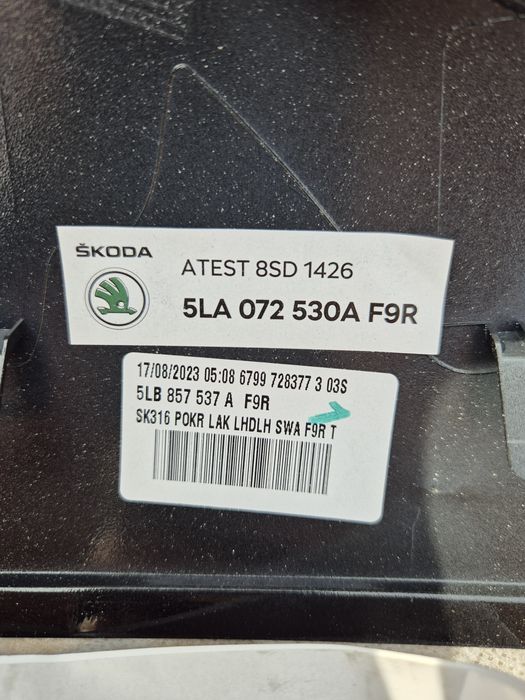 ŠKODA
ATEST 8SD 1426
5LA 072 530A F9R
17/08/2023 05:08 6799 728377 3 03S
5LB 857 537 A F9R
SK316 POKR LAK LHDLH SWA F9R T